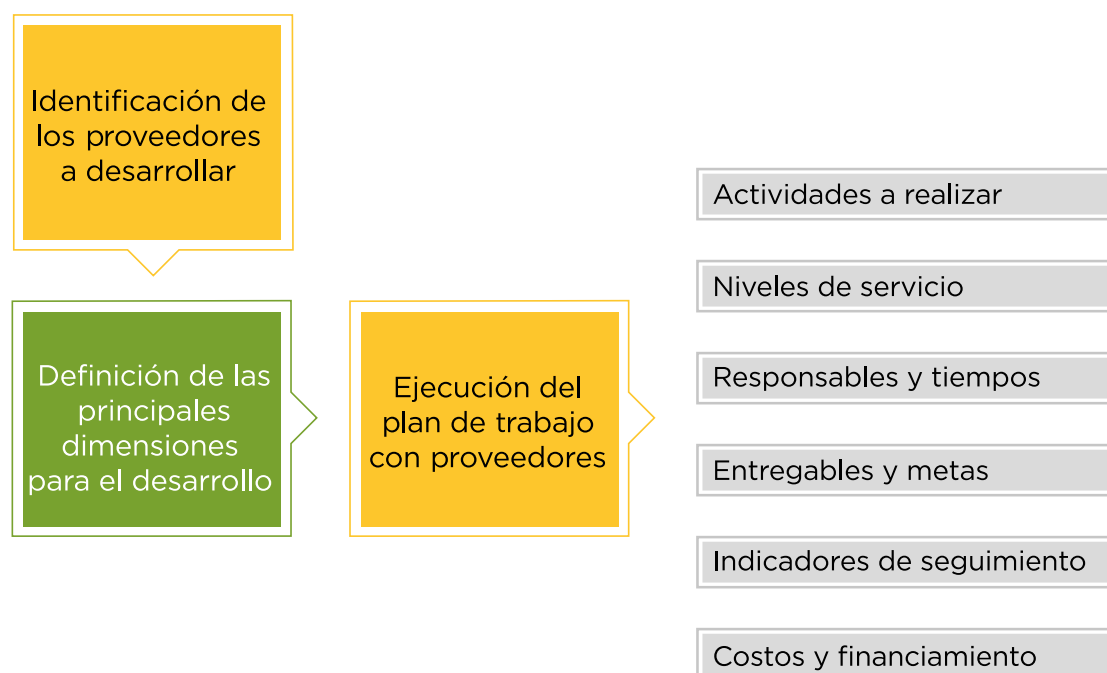 Identificación de
los proveedores
a desarrollar
Definición de las
principales
dimensiones
para el desarrollo
Ejecución del
plan de trabajo
con proveedores
Actividades a realizar
Niveles de servicio
Responsables y tiempos
Entregables y metas
Indicadores de seguimiento
Costos y financiamiento